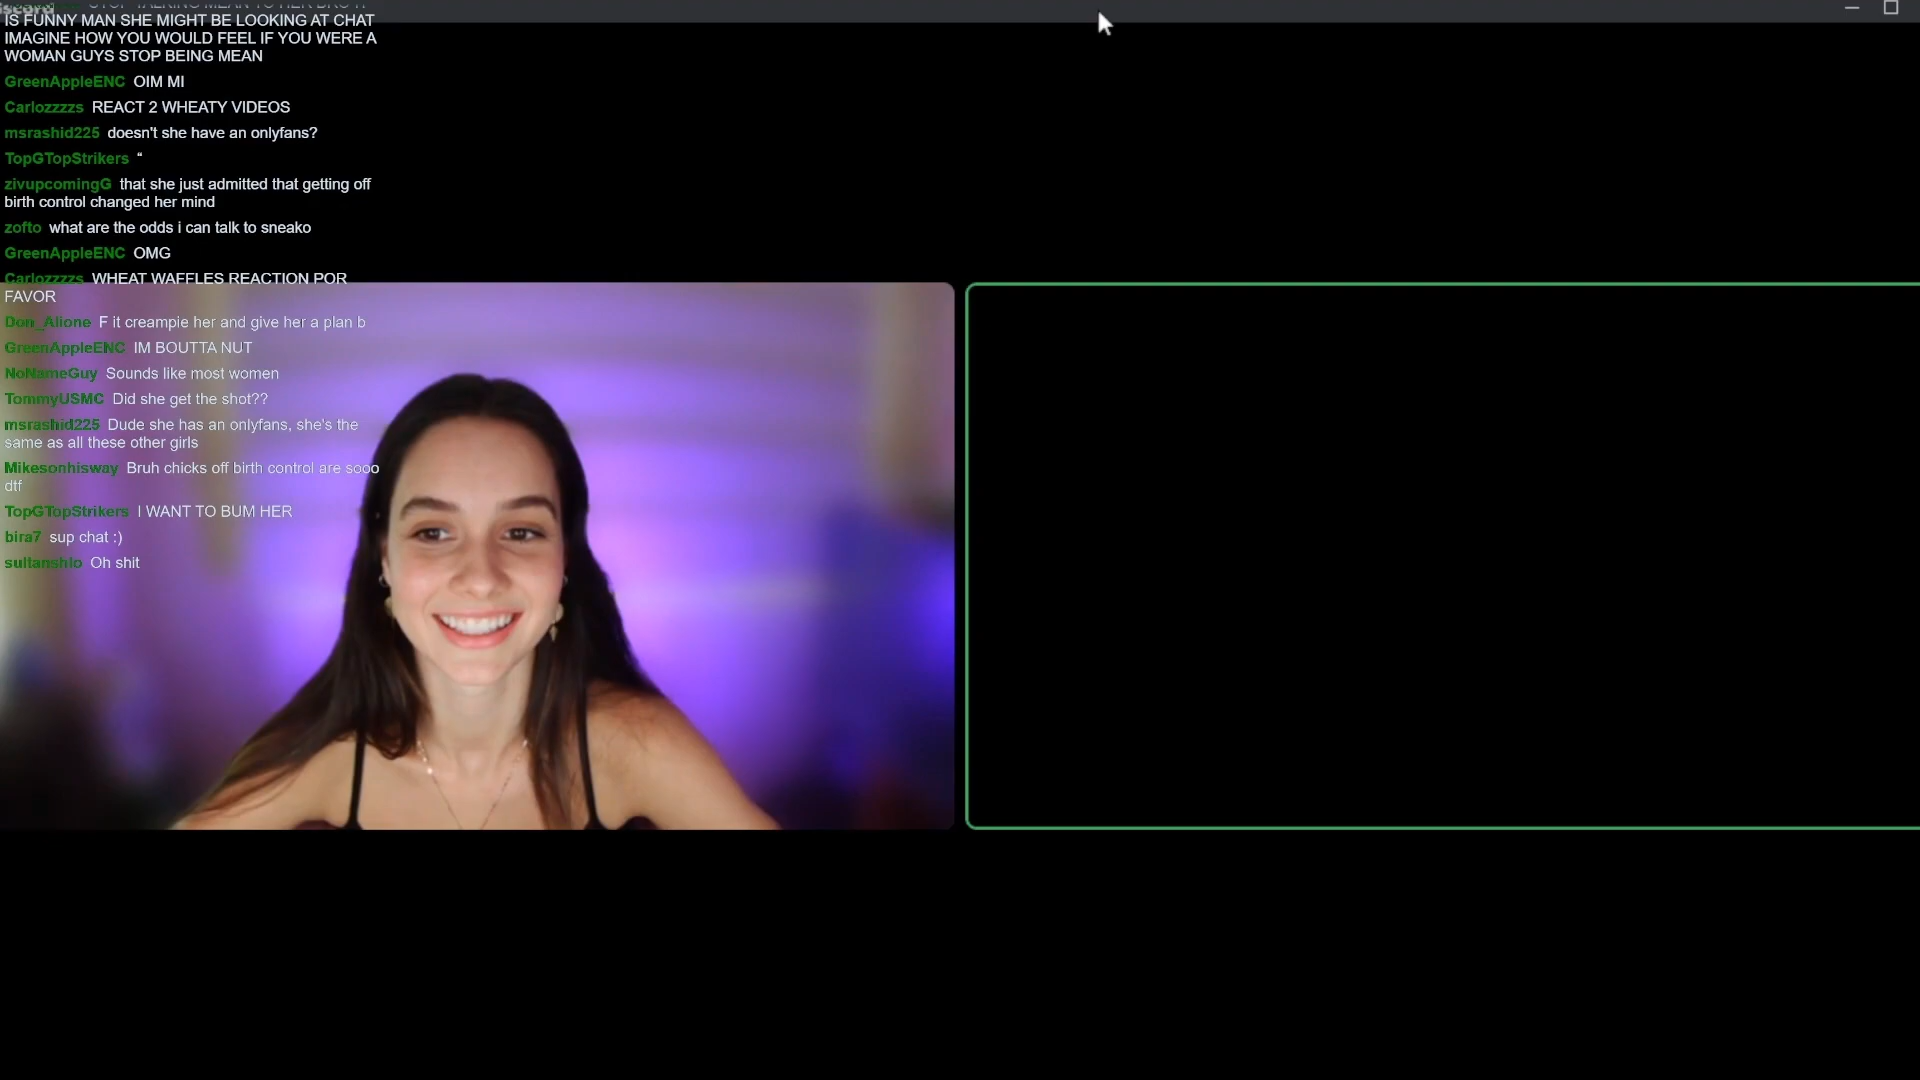 IS FUNNY MAN SHE MIGHT BE LOOKING AT CHAT
IMAGINE HOW YOU WOULD FEEL IF YOU WERE A
WOMAN GUYS STOP BEING MEAN
GreenAppleENC OIM MI
Carlozzzzs REACT 2 WHEATY VIDEOS
msrashid225 doesn't she have an onlyfans?
TopGTopStrikers “
zivupcomingG that she just admitted that getting off
birth control changed her mind
zofto what are the odds i can talk to sneako
GreenAppleENC OMG
Carlozzzzs WHEAT WAFFLES REACTION POR
FAVOR
Don_Alione F it creampie her and give her a plan b
GreenAppleENC IM BOUTTA NUT
NoNameGuy Sounds like most women
TommyUSMC Did she get the shot??
msrashid225 Dude she has an onlyfans, she's the
same as all these other girls
Mikesonhisway Bruh chicks off birth control are sooo
dtf
TopGTopStrikers I WANT TO BUM HER
bira7 sup chat :)
sultanshlo Oh shit